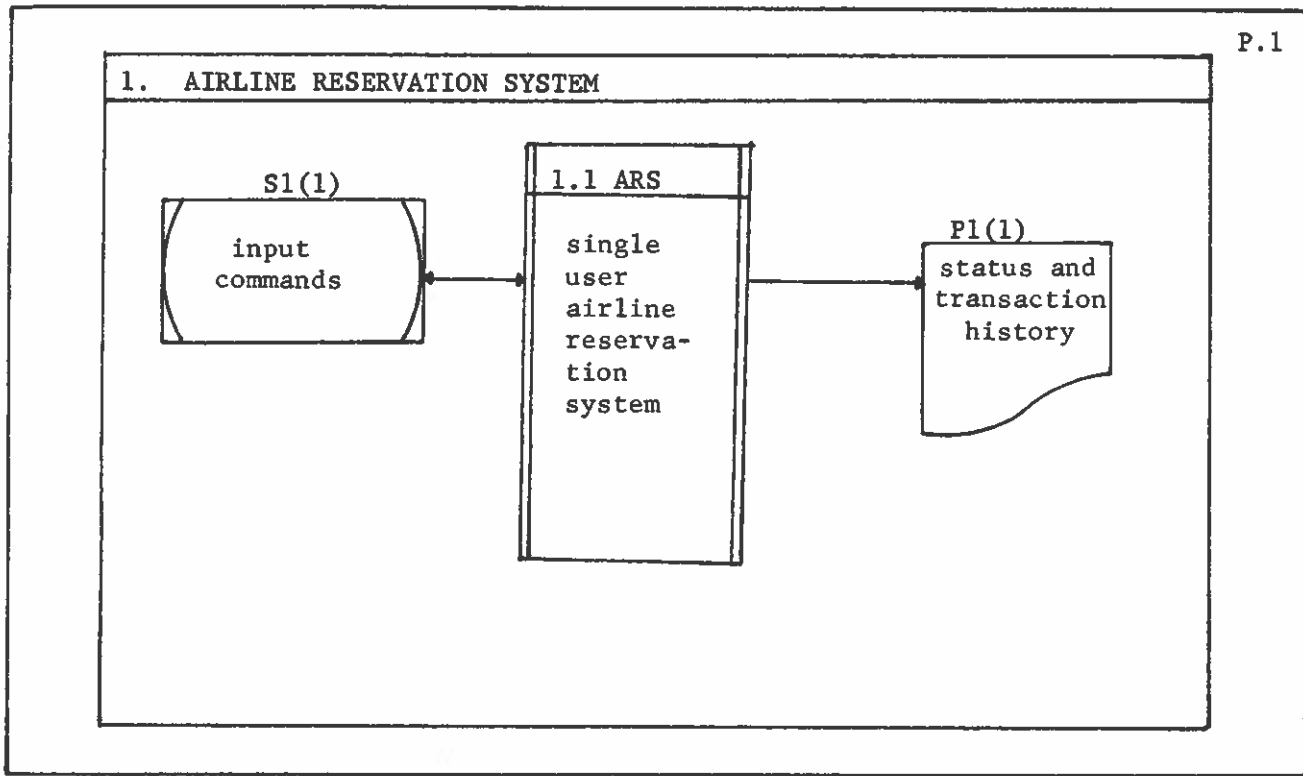 P.1
1. AIRLINE RESERVATION SYSTEM
S1(1)
input
commands
1.1 ARS
single
user
airline
reserva-
tion
system
P1(1)
status and
transaction
history